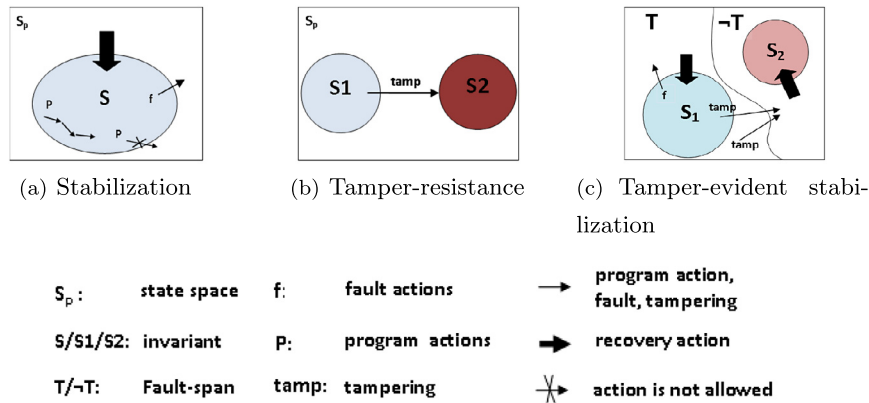 Sp
S
P
f
P
(a) Stabilization
Sp
S1
tamp
S2
(b) Tamper-resistance
T
¬T
S2
f
S1
tamp
tamp
(c) Tamper-evident stabi-
lization
Sp : state space f: fault actions program action,
fault, tampering
S/S1/S2: invariant P: program actions recovery action
T/¬T: Fault-span tamp: tampering action is not allowed